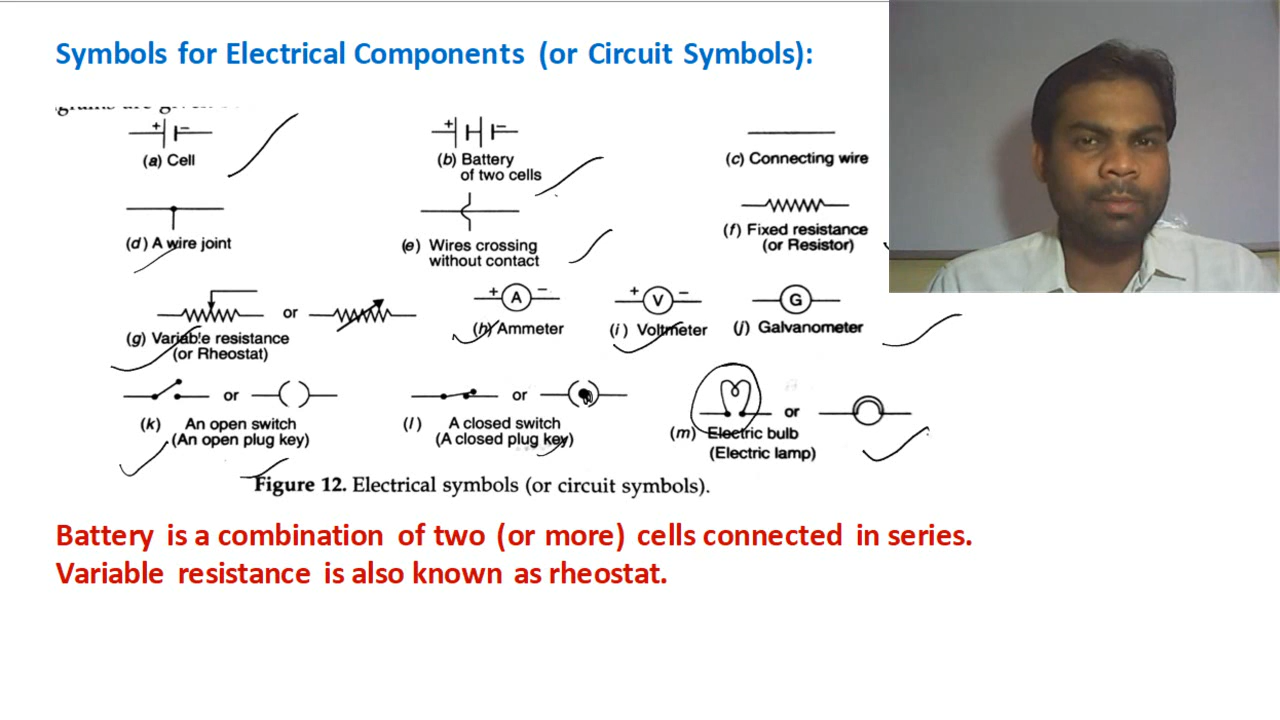 Symbols for Electrical Components (or Circuit Symbols):
+ − + −
(a) Cell (b) Battery (c) Connecting wire
of two cells
(d) A wire joint (e) Wires crossing (f) Fixed resistance
without contact (or Resistor)
or + A − + V − G
(g) Variable resistance (h) Ammeter (i) Voltmeter (j) Galvanometer
(or Rheostat)
or or or
(k) An open switch (l) A closed switch (m) Electric bulb
(An open plug key) (A closed plug key) (Electric lamp)
Figure 12. Electrical symbols (or circuit symbols).
Battery is a combination of two (or more) cells connected in series.
Variable resistance is also known as rheostat.